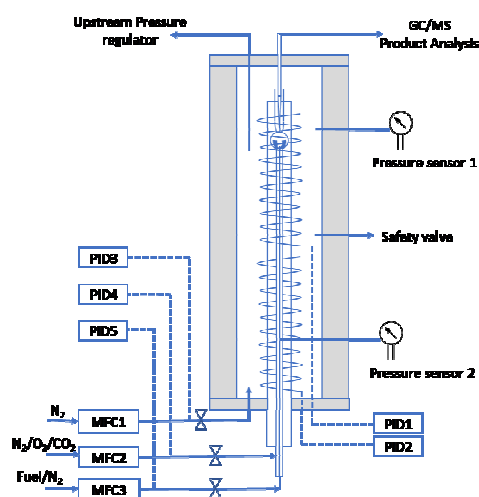 Upstream Pressure
regulator
GC/MS
Product Analysis
Pressure sensor 1
Safety valve
PID3
PID4
PID5
Pressure sensor 2
N₂
MFC1
PID1
N₂/O₂/CO₂
MFC2
PID2
Fuel/N₂
MFC3